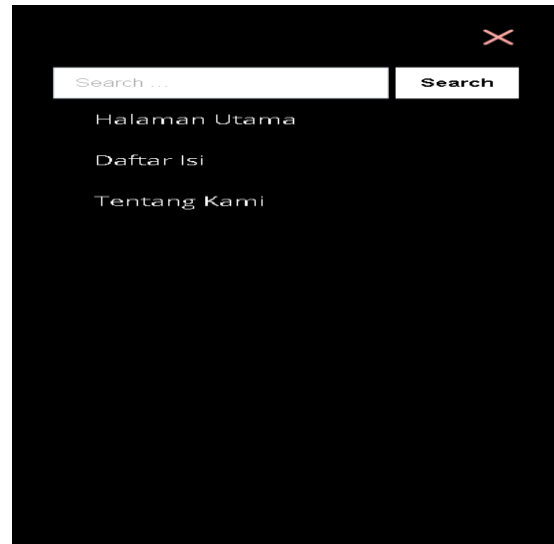 Search ...
Search
Halaman Utama
Daftar Isi
Tentang Kami